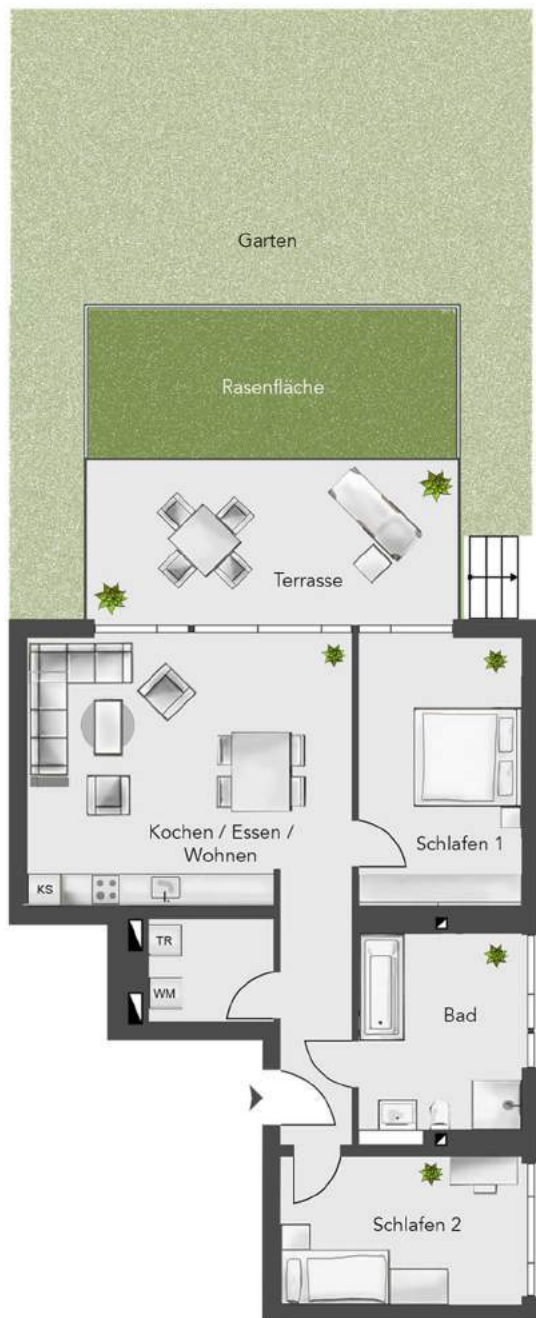 Garten
Rasenfläche
Terrasse
Kochen / Essen /
Wohnen
Schlafen 1
KS
TR
WM
Bad
Schlafen 2